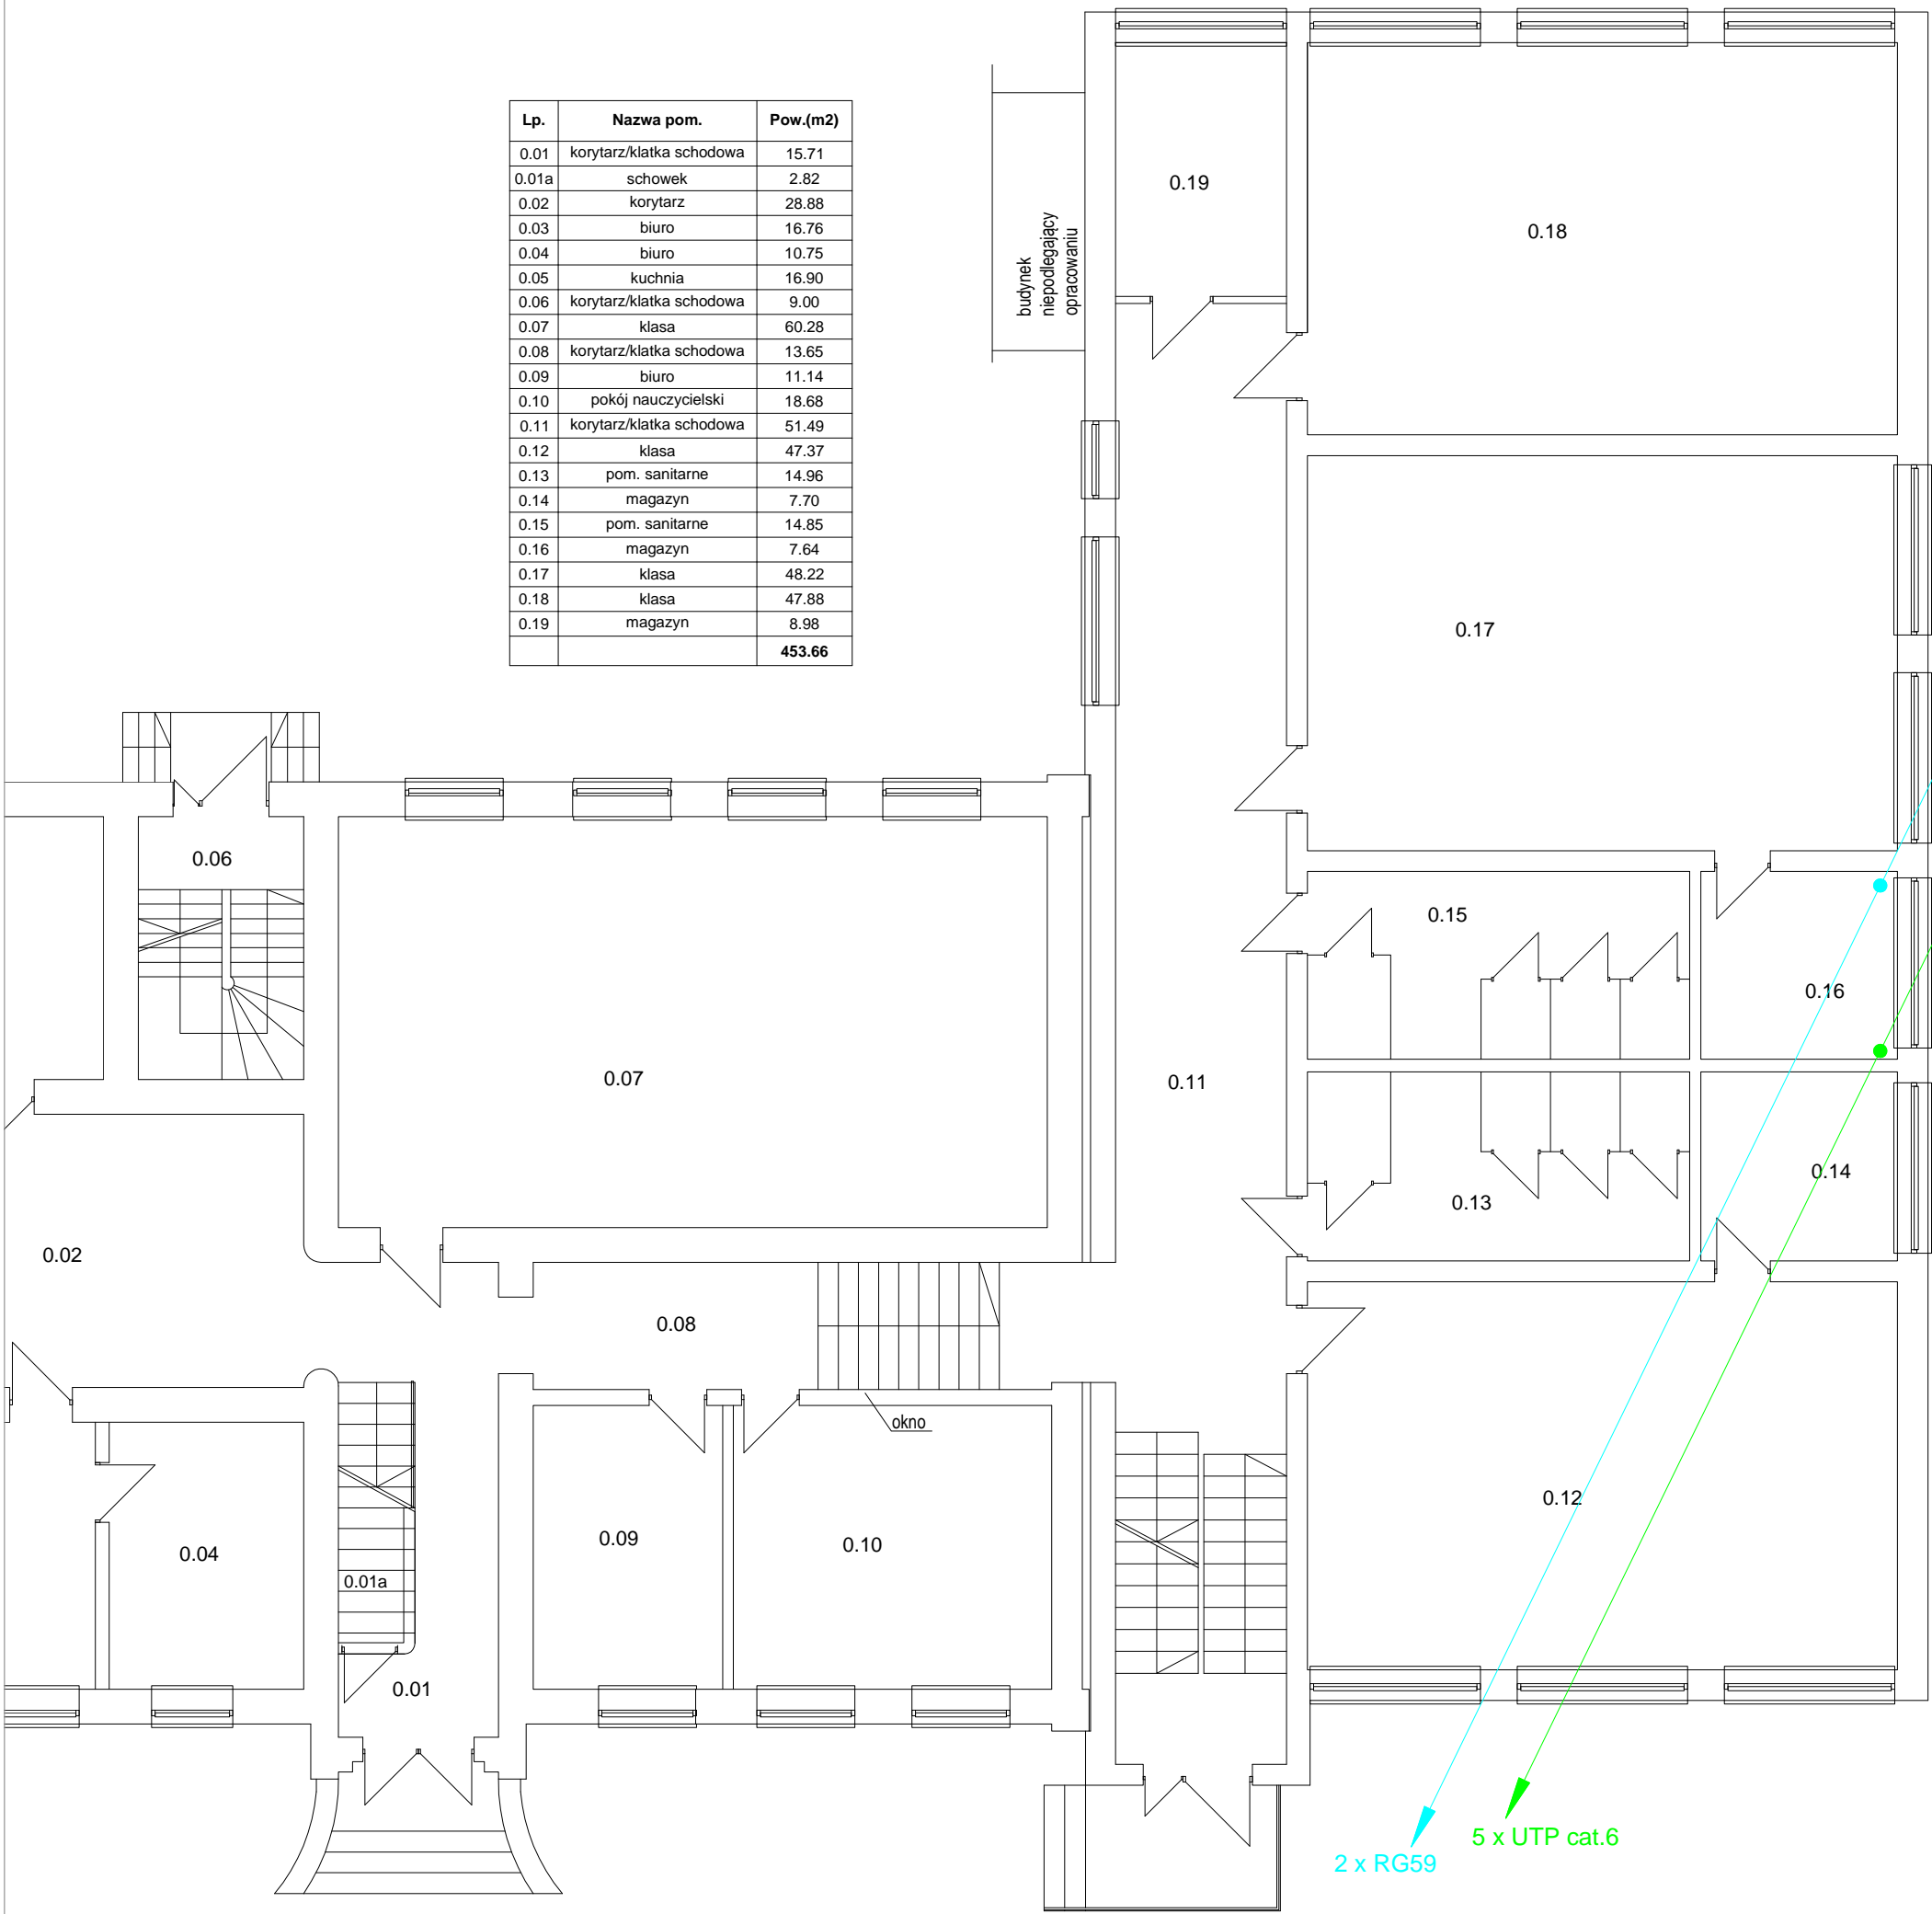 Lp. Nazwa pom. Pow.(m2)
0.01 korytarz/klatka schodowa 15.71
0.01a schowek 2.82
0.02 korytarz 28.88
0.03 biuro 16.76
0.04 biuro 10.75
0.05 kuchnia 16.90
0.06 korytarz/klatka schodowa 9.00
0.07 klasa 60.28
0.08 korytarz/klatka schodowa 13.65
0.09 biuro 11.14
0.10 pokój nauczycielski 18.68
0.11 korytarz/klatka schodowa 51.49
0.12 klasa 47.37
0.13 pom. sanitarne 14.96
0.14 magazyn 7.70
0.15 pom. sanitarne 14.85
0.16 magazyn 7.64
0.17 klasa 48.22
0.18 klasa 47.88
0.19 magazyn 8.98
453.66
budynek
niepodlegający
opracowaniu
0.19
0.18
0.17
0.06
0.15
0.16
0.07
0.11
0.14
0.13
0.02
0.08
okno
0.12
0.09
0.10
0.04
0.01a
0.01
5 x UTP cat.6
2 x RG59